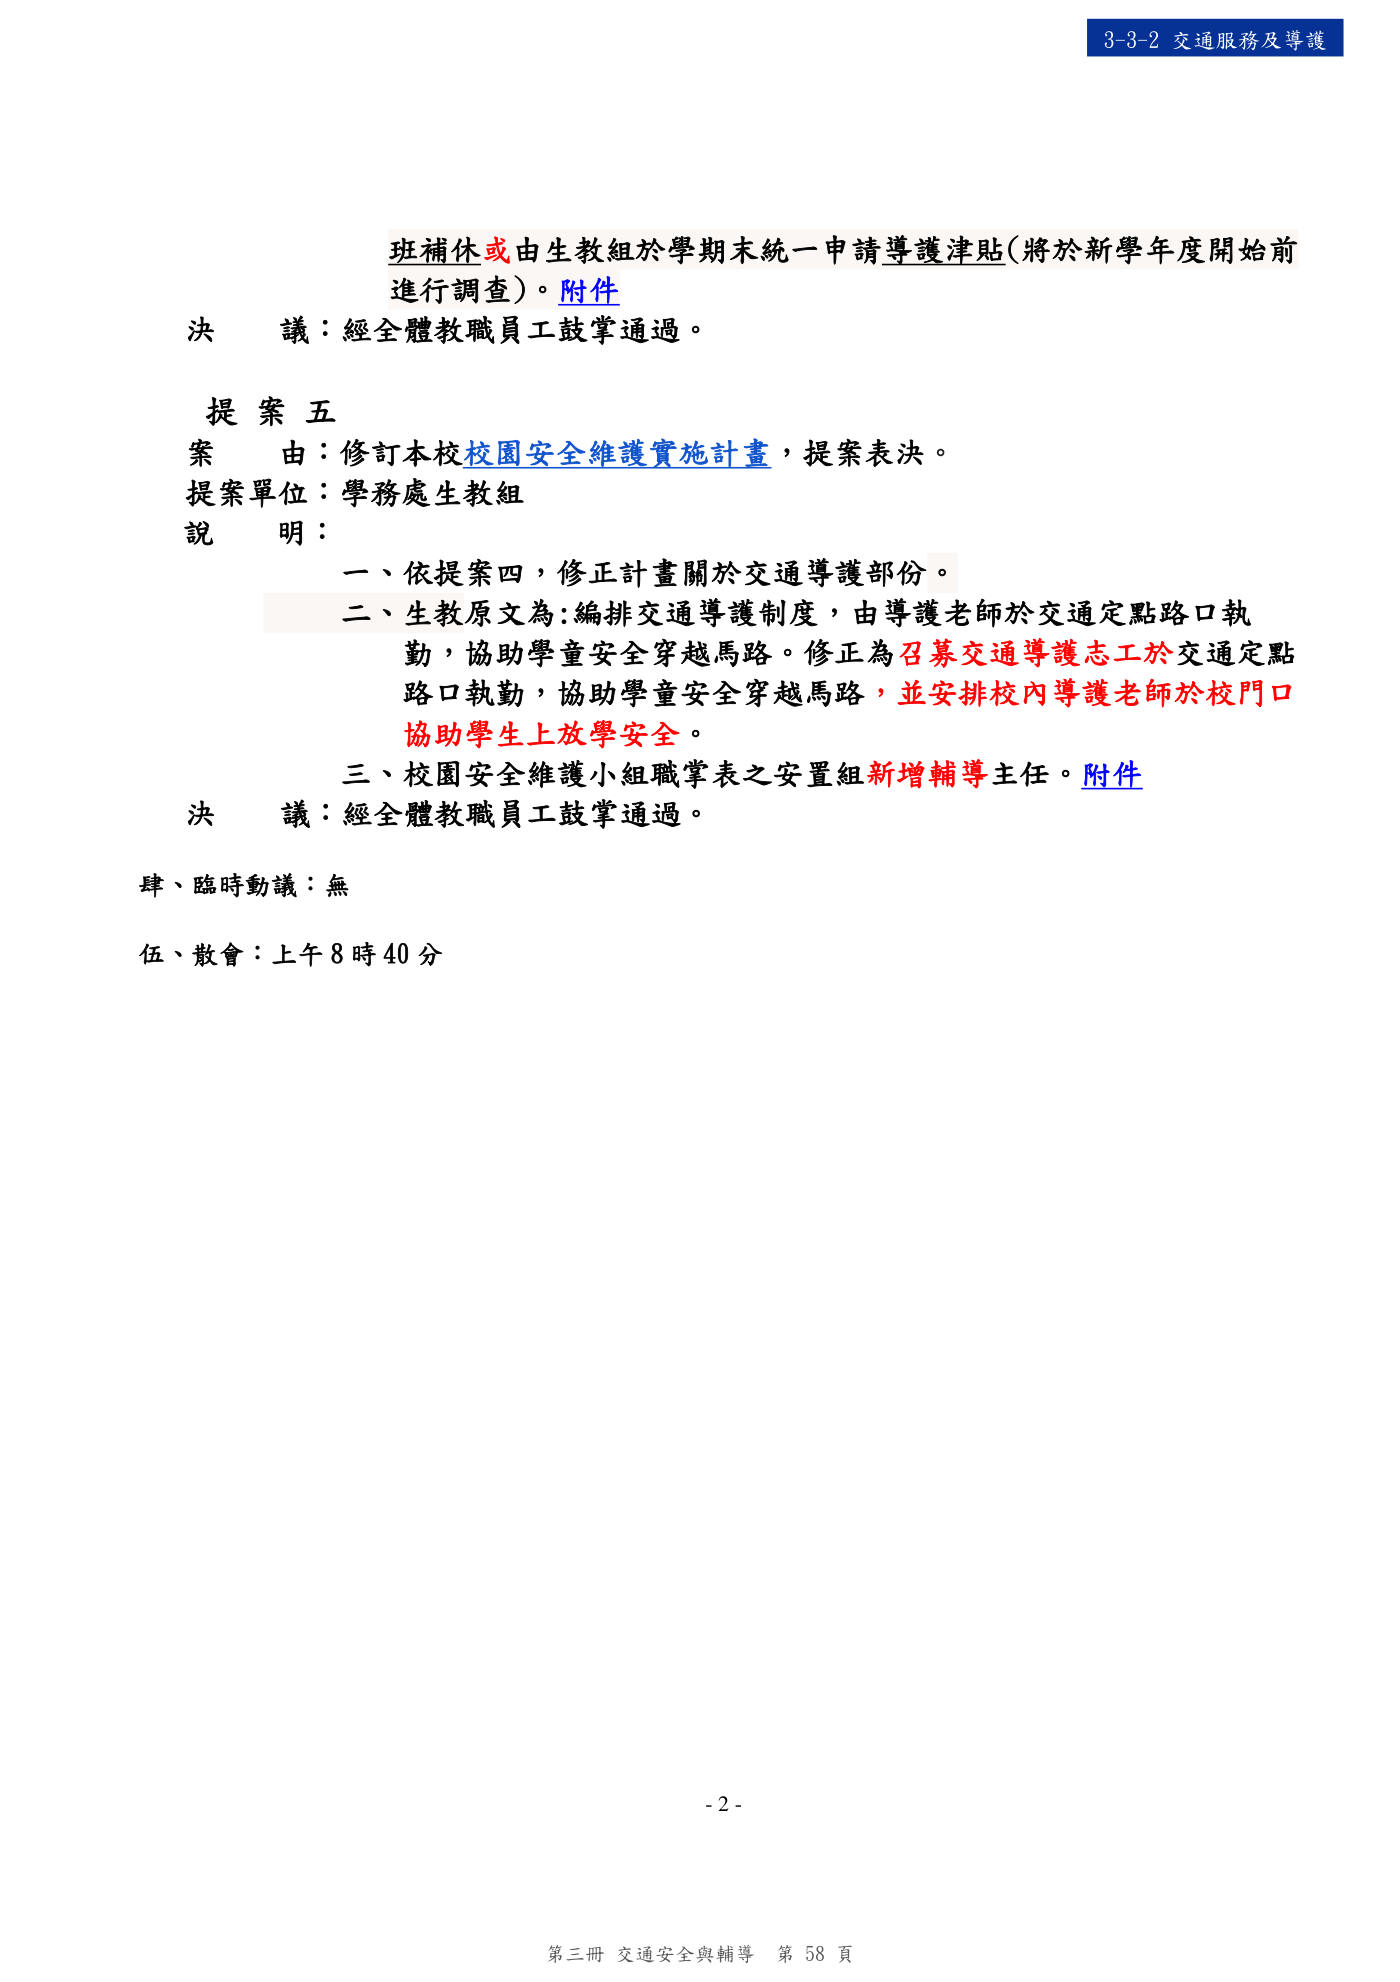 3-3-2 交通服務及導護
班補休或由生教組於學期末統一申請導護津貼(將於新學年度開始前
進行調查)。附件
決　　議：經全體教職員工鼓掌通過。
提 案 五
案　　由：修訂本校校園安全維護實施計畫，提案表決。
提案單位：學務處生教組
說　　明：
一、依提案四，修正計畫關於交通導護部份。
二、生教原文為:編排交通導護制度，由導護老師於交通定點路口執
勤，協助學童安全穿越馬路。修正為召募交通導護志工於交通定點
路口執勤，協助學童安全穿越馬路，並安排校內導護老師於校門口
協助學生上放學安全。
三、校園安全維護小組職掌表之安置組新增輔導主任。附件
決　　議：經全體教職員工鼓掌通過。
肆、臨時動議：無
伍、散會：上午 8 時 40 分
- 2 -
第三冊 交通安全與輔導　第 58 頁